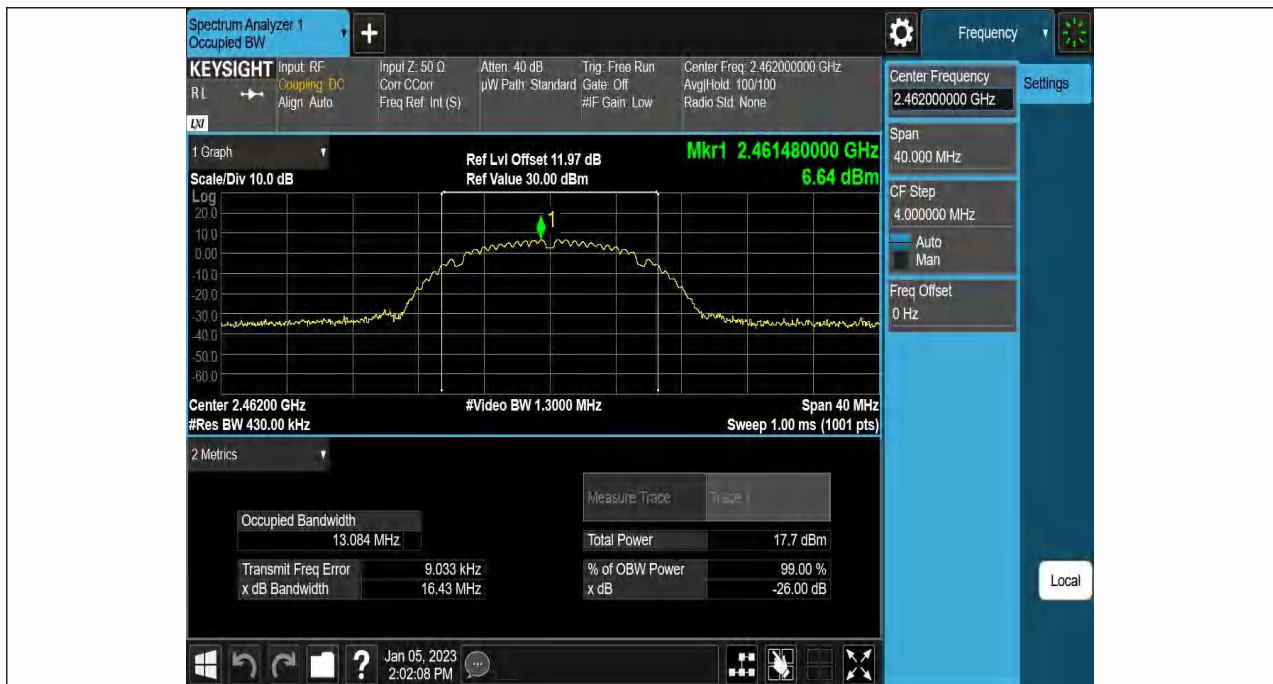 Spectrum Analyzer 1
Occupied BW
+
Frequency
KEYSIGHT
RL
LXI
Input: RF
Coupling: DC
Align: Auto
Input Z: 50 Ω
Corr CCorr
Freq Ref: Int (S)
Atten: 40 dB
µW Path: Standard
Trig: Free Run
Gate: Off
#IF Gain: Low
Center Freq: 2.462000000 GHz
Avg|Hold: 100/100
Radio Std: None
Center Frequency
2.462000000 GHz
Settings
Span
40.000 MHz
CF Step
4.000000 MHz
Auto
Man
Freq Offset
0 Hz
Local
1 Graph
Scale/Div 10.0 dB
Ref Lvl Offset 11.97 dB
Ref Value 30.00 dBm
Mkr1 2.461480000 GHz
6.64 dBm
Log
20.0
10.0
0.00
-10.0
-20.0
-30.0
-40.0
-50.0
-60.0
1
Center 2.46200 GHz
#Video BW 1.3000 MHz
Span 40 MHz
#Res BW 430.00 kHz
Sweep 1.00 ms (1001 pts)
2 Metrics
Measure Trace
Trace 1
Occupied Bandwidth
13.084 MHz
Total Power
17.7 dBm
Transmit Freq Error
9.033 kHz
% of OBW Power
99.00 %
x dB Bandwidth
16.43 MHz
x dB
-26.00 dB
?
Jan 05, 2023
2:02:08 PM